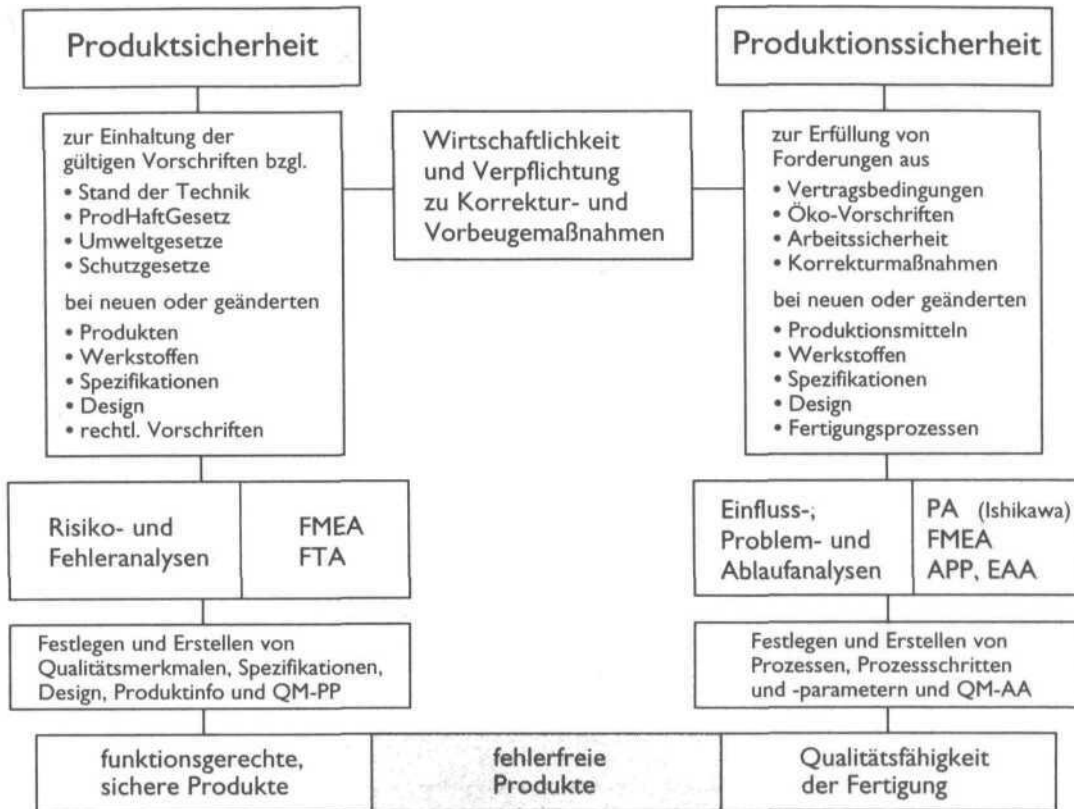 Produktsicherheit
zur Einhaltung der
gültigen Vorschriften bzgl.
• Stand der Technik
• ProdHaftGesetz
• Umweltgesetze
• Schutzgesetze
bei neuen oder geänderten
• Produkten
• Werkstoffen
• Spezifikationen
• Design
• rechtl. Vorschriften
Wirtschaftlichkeit
und Verpflichtung
zu Korrektur- und
Vorbeugemaßnahmen
Produktionssicherheit
zur Erfüllung von
Forderungen aus
• Vertragsbedingungen
• Öko-Vorschriften
• Arbeitssicherheit
• Korrekturmaßnahmen
bei neuen oder geänderten
• Produktionsmitteln
• Werkstoffen
• Spezifikationen
• Design
• Fertigungsprozessen
Risiko- und
Fehleranalysen
FMEA
FTA
Einfluss-;
Problem- und
Ablaufanalysen
PA (Ishikawa)
FMEA
APP, EAA
Festlegen und Erstellen von
Qualitätsmerkmalen, Spezifikationen,
Design, Produktinfo und QM-PP
Festlegen und Erstellen von
Prozessen, Prozessschritten
und -parametern und QM-AA
funktionsgerechte,
sichere Produkte
fehlerfreie
Produkte
Qualitätsfähigkeit
der Fertigung